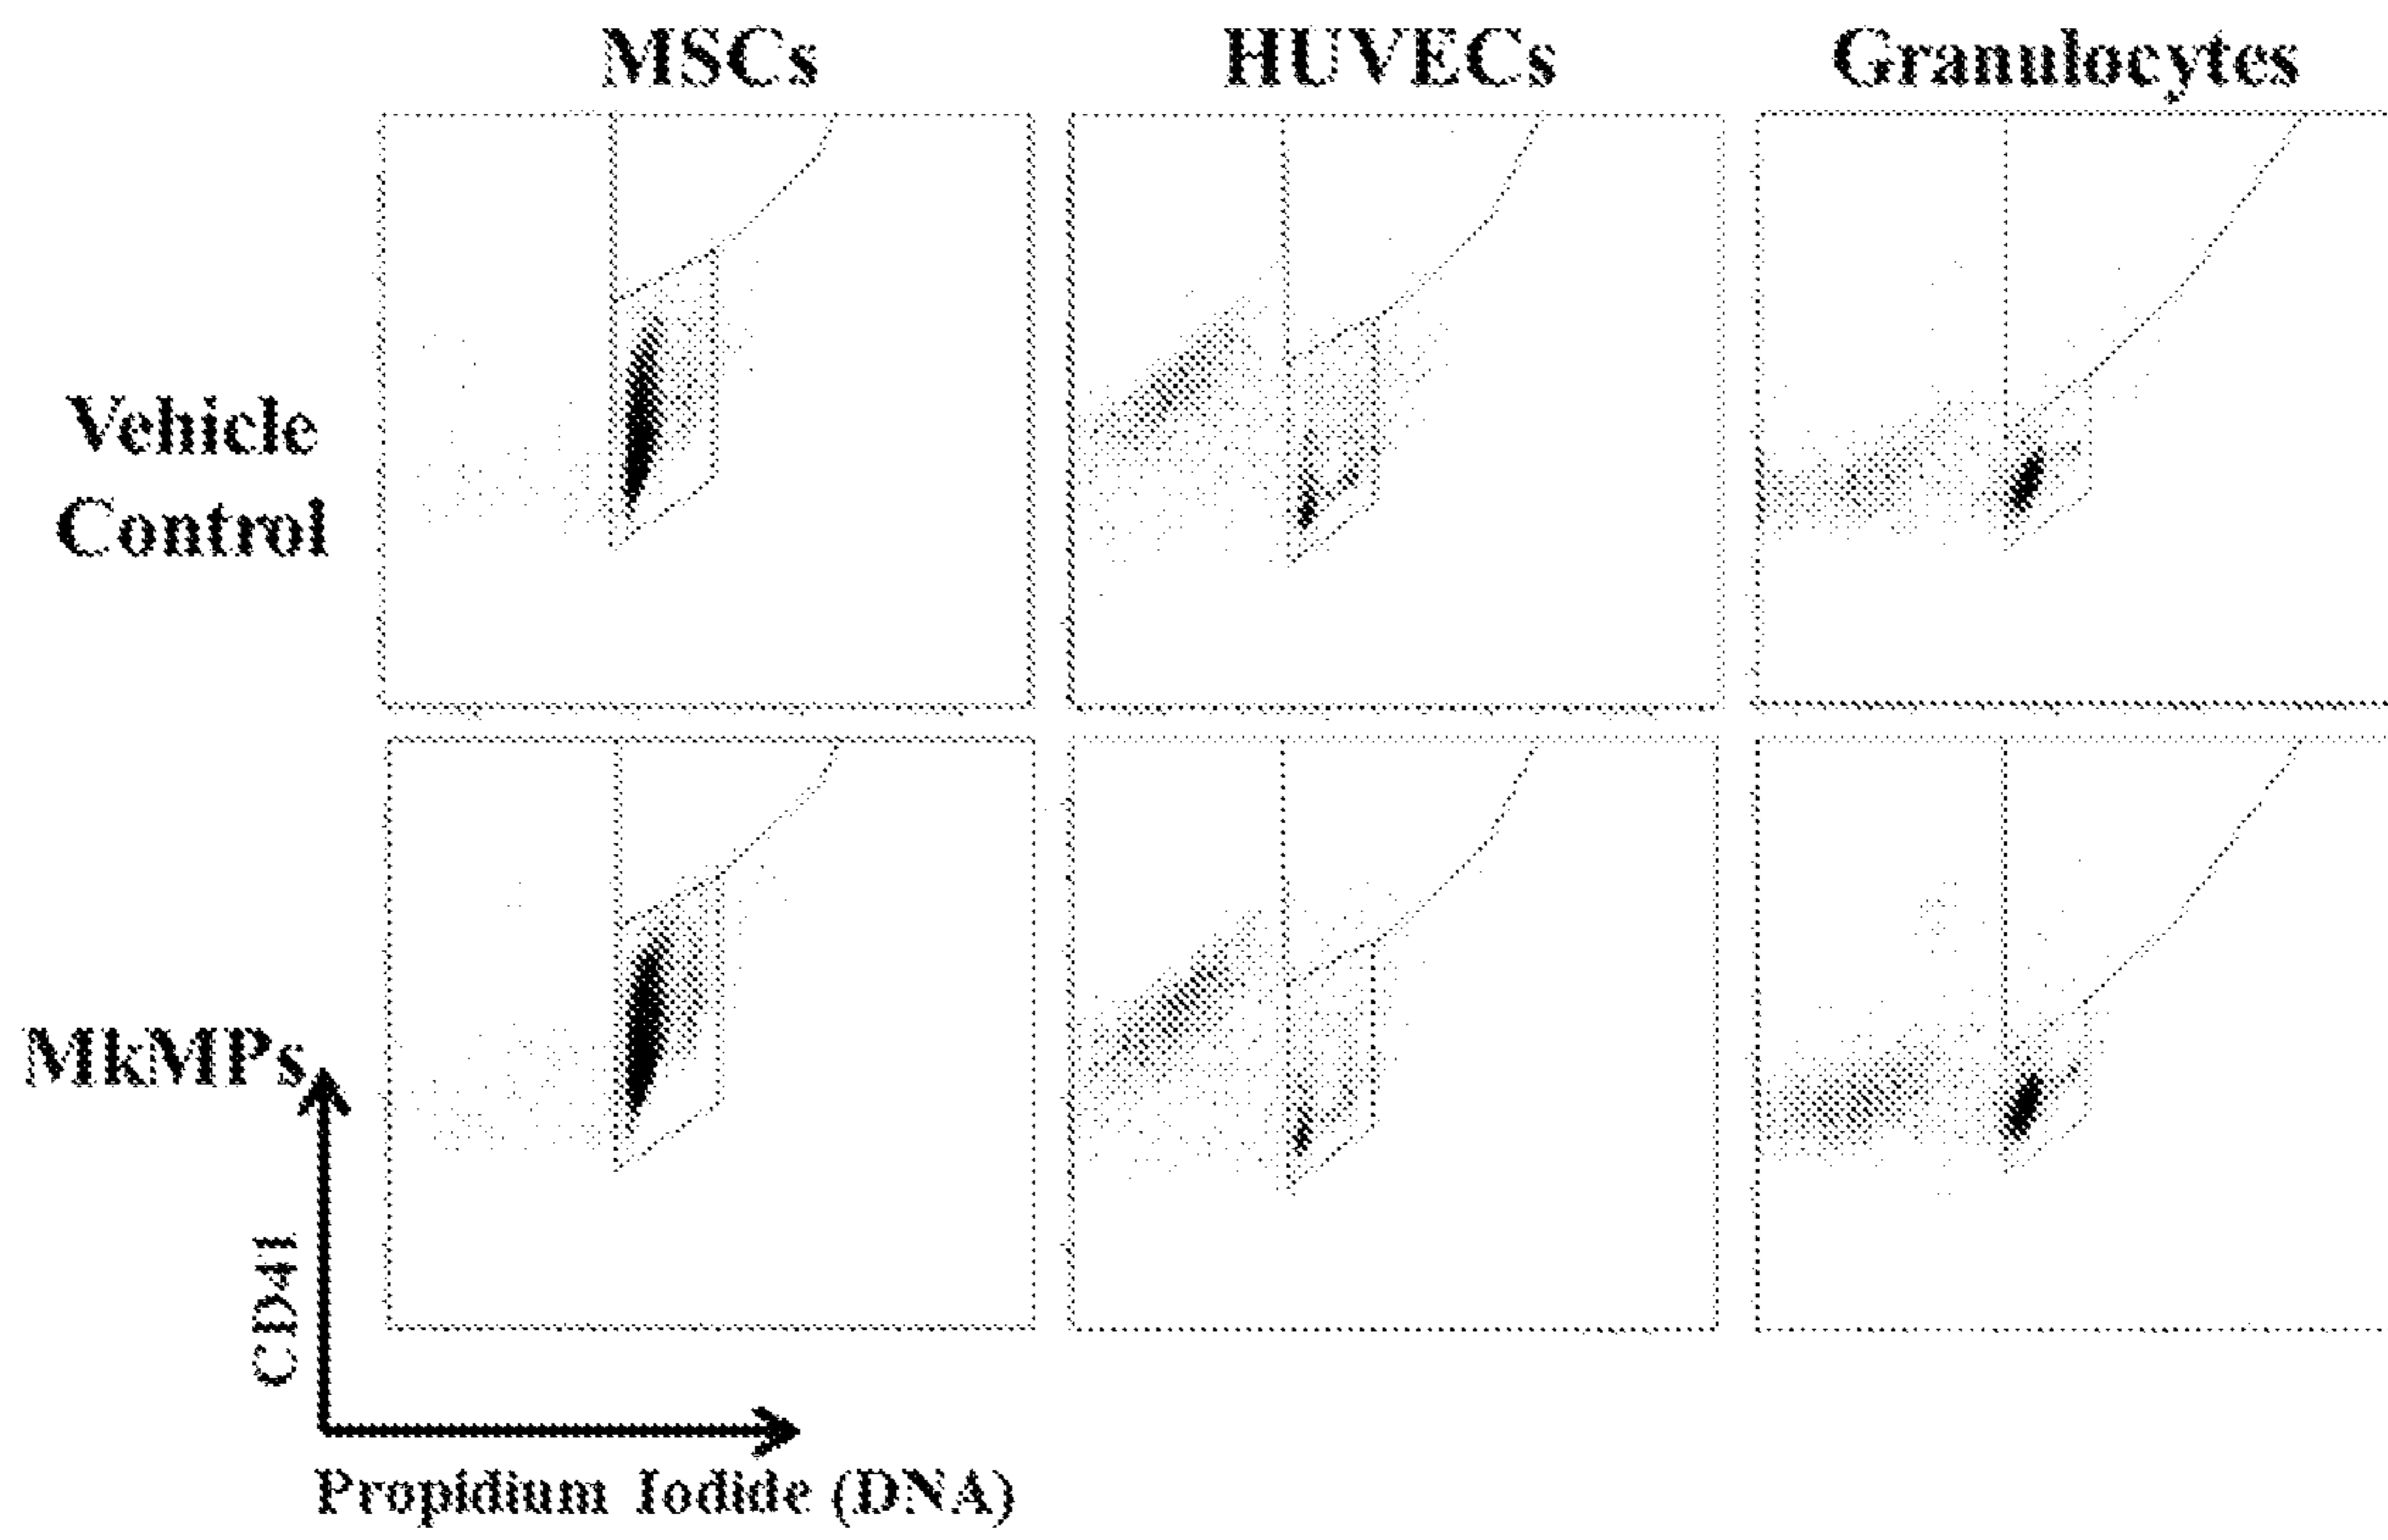 MSCs HUVECs Granulocytes
Vehicle
Control
MkMPs
CD41
Propidium Iodide (DNA)